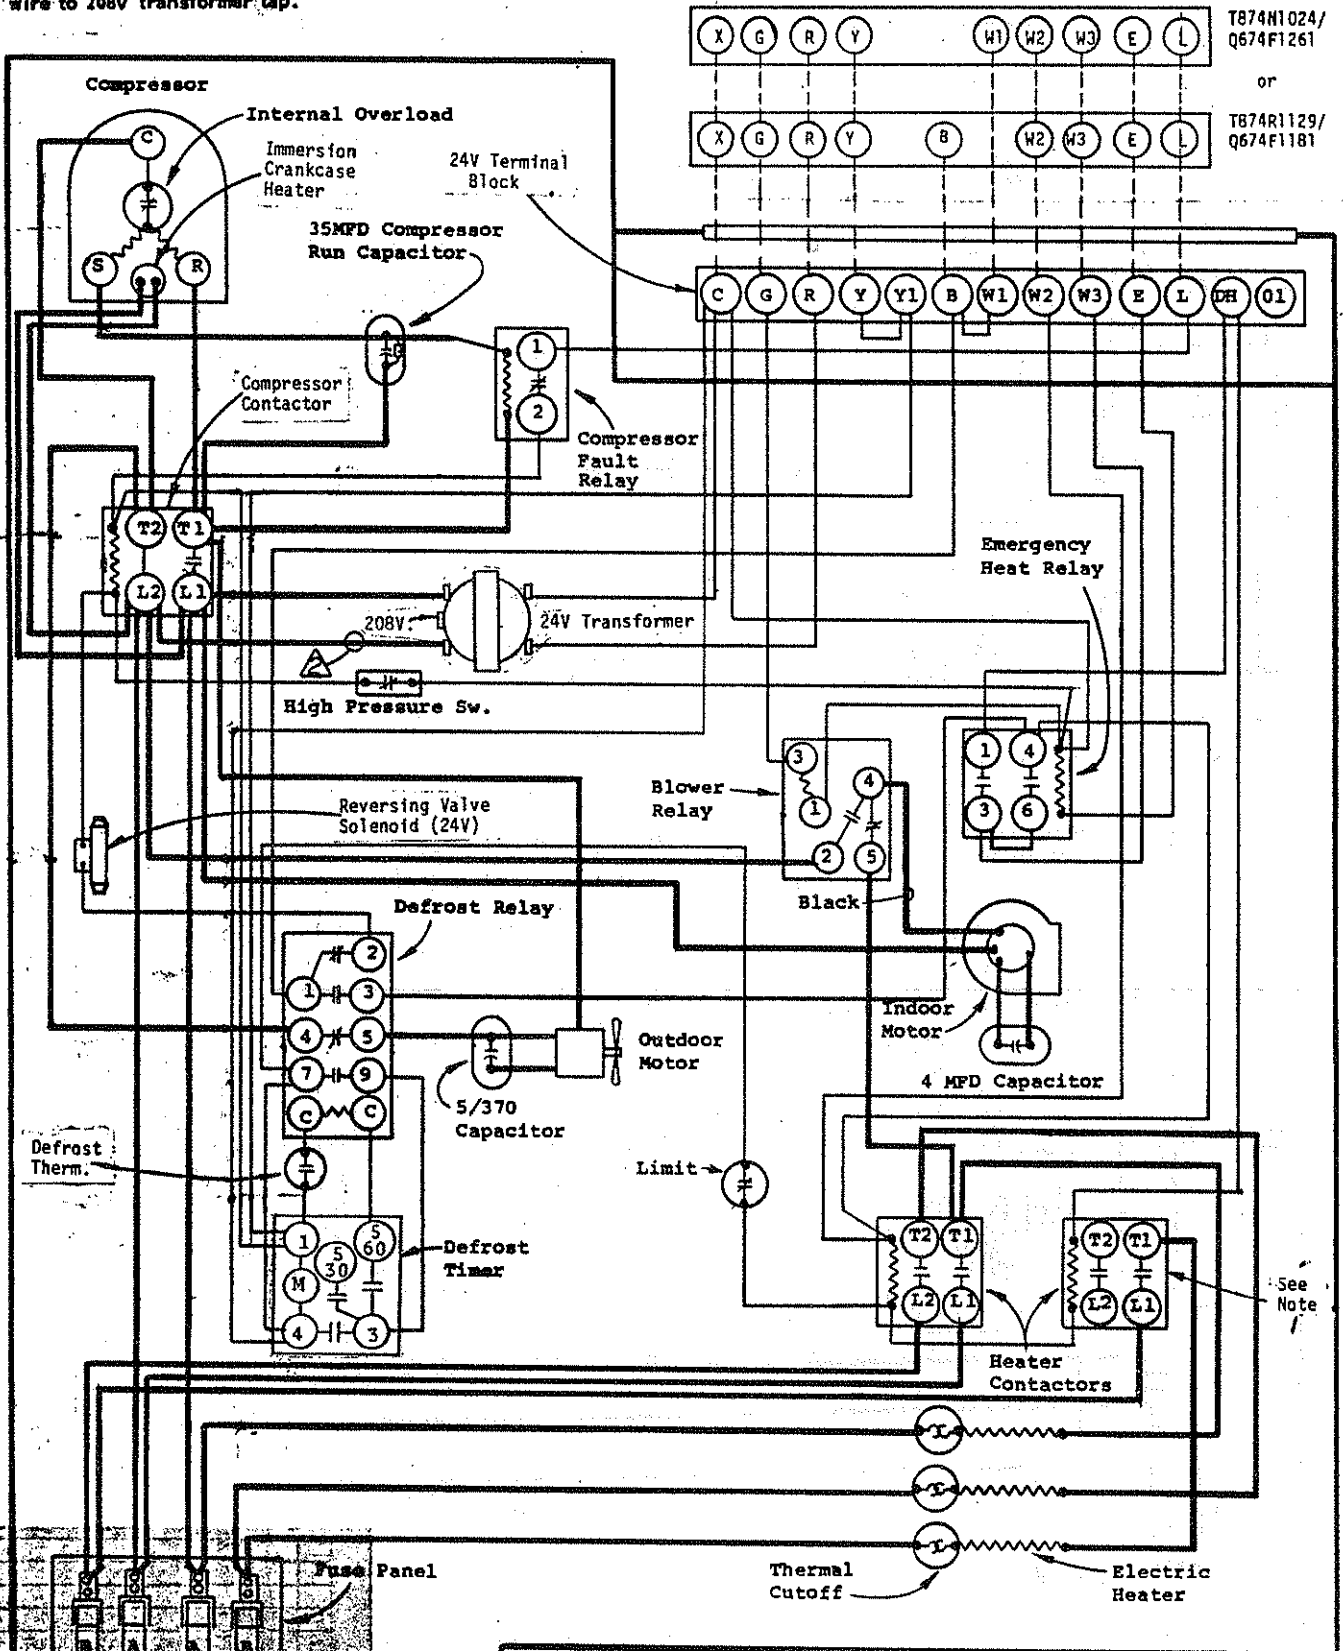 wire to 208V transformer tap.
T874N1024/
Q674F1261
X G R Y W1 W2 W3 E L
or
T874R1129/
Q674F1181
X G R Y B W2 W3 E L
Compressor
Internal Overload
C
Immersion
Crankcase
Heater
24V Terminal
Block
35MFD Compressor
Run Capacitor
S R
C G R Y Y1 B W1 W2 W3 E L DH O1
1
2
Compressor
Contactor
Compressor
Fault
Relay
T2 T1
L2 L1
Emergency
Heat Relay
208V.
24V Transformer
2
High Pressure Sw.
1 4
3 6
Blower
Relay
3
4
1
2 5
Reversing Valve
Solenoid (24V)
Black
Defrost Relay
2
1 3
4 5
7 9
C C
Indoor
Motor
Outdoor
Motor
4 MFD Capacitor
5/370
Capacitor
Defrost
Therm.
Limit
1
S
30
S
60
M
4 3
Defrost
Timer
T2 T1
L2 L1
T2 T1
L2 L1
See
Note
Heater
Contactors
Fuse Panel
Thermal
Cutoff
Electric
Heater
B A A B